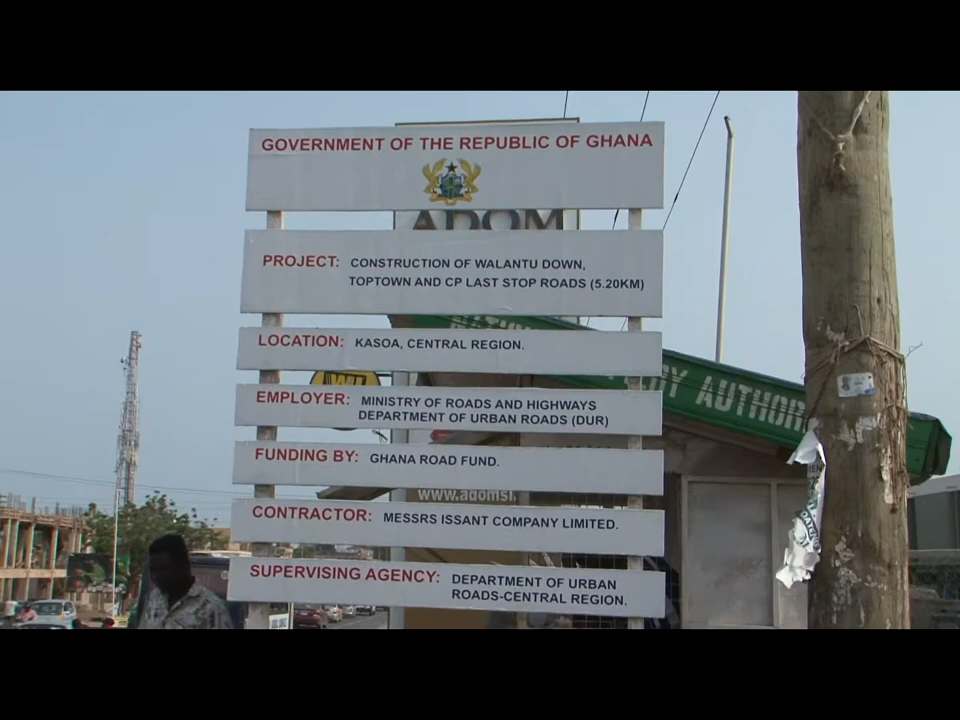 GOVERNMENT OF THE REPUBLIC OF GHANA
ADOM
PROJECT: CONSTRUCTION OF WALANTU DOWN,
TOPTOWN AND CP LAST STOP ROADS (5.20KM)
LOCATION: KASOA, CENTRAL REGION.
EMPLOYER: MINISTRY OF ROADS AND HIGHWAYS
DEPARTMENT OF URBAN ROADS (DUR)
AUTHORI
FUNDING BY: GHANA ROAD FUND.
www.adomsi
CONTRACTOR: MESSRS ISSANT COMPANY LIMITED.
SUPERVISING AGENCY: DEPARTMENT OF URBAN
ROADS-CENTRAL REGION.